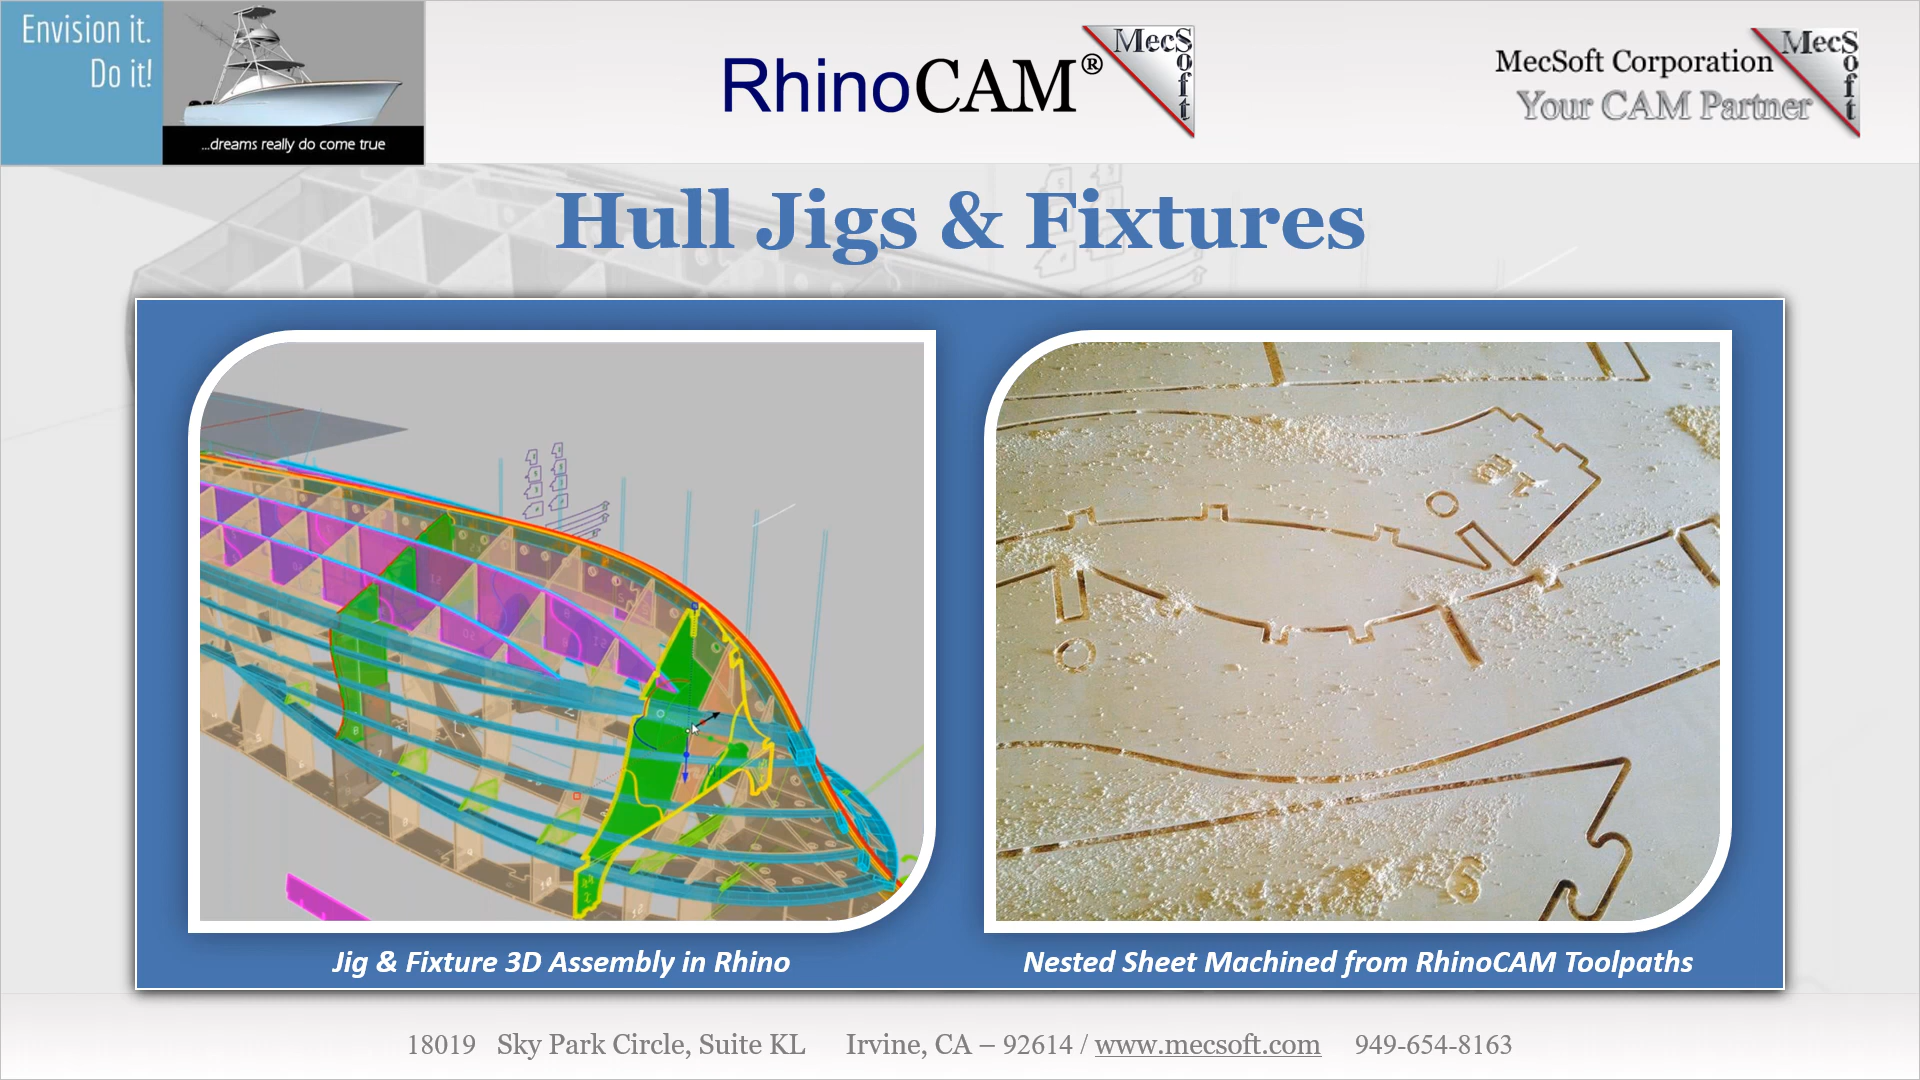 Envision it.
Do it!
...dreams really do come true
RhinoCAM®
MecSoft
MecSoft Corporation
Your CAM Partner
MecSoft
Hull Jigs & Fixtures
Jig & Fixture 3D Assembly in Rhino
Nested Sheet Machined from RhinoCAM Toolpaths
18019 Sky Park Circle, Suite KL Irvine, CA – 92614 / www.mecsoft.com 949-654-8163